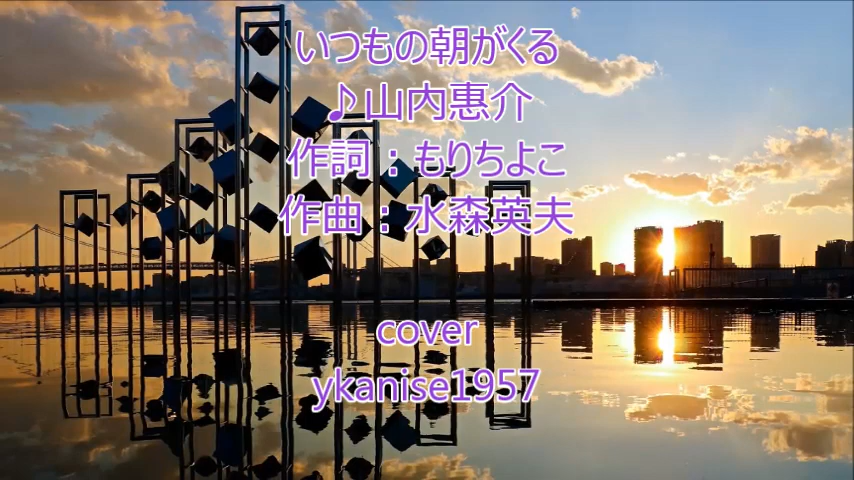 いつもの朝がくる
♪山内惠介
作詞：もりちよこ
作曲：水森英夫
cover
ykanise1957